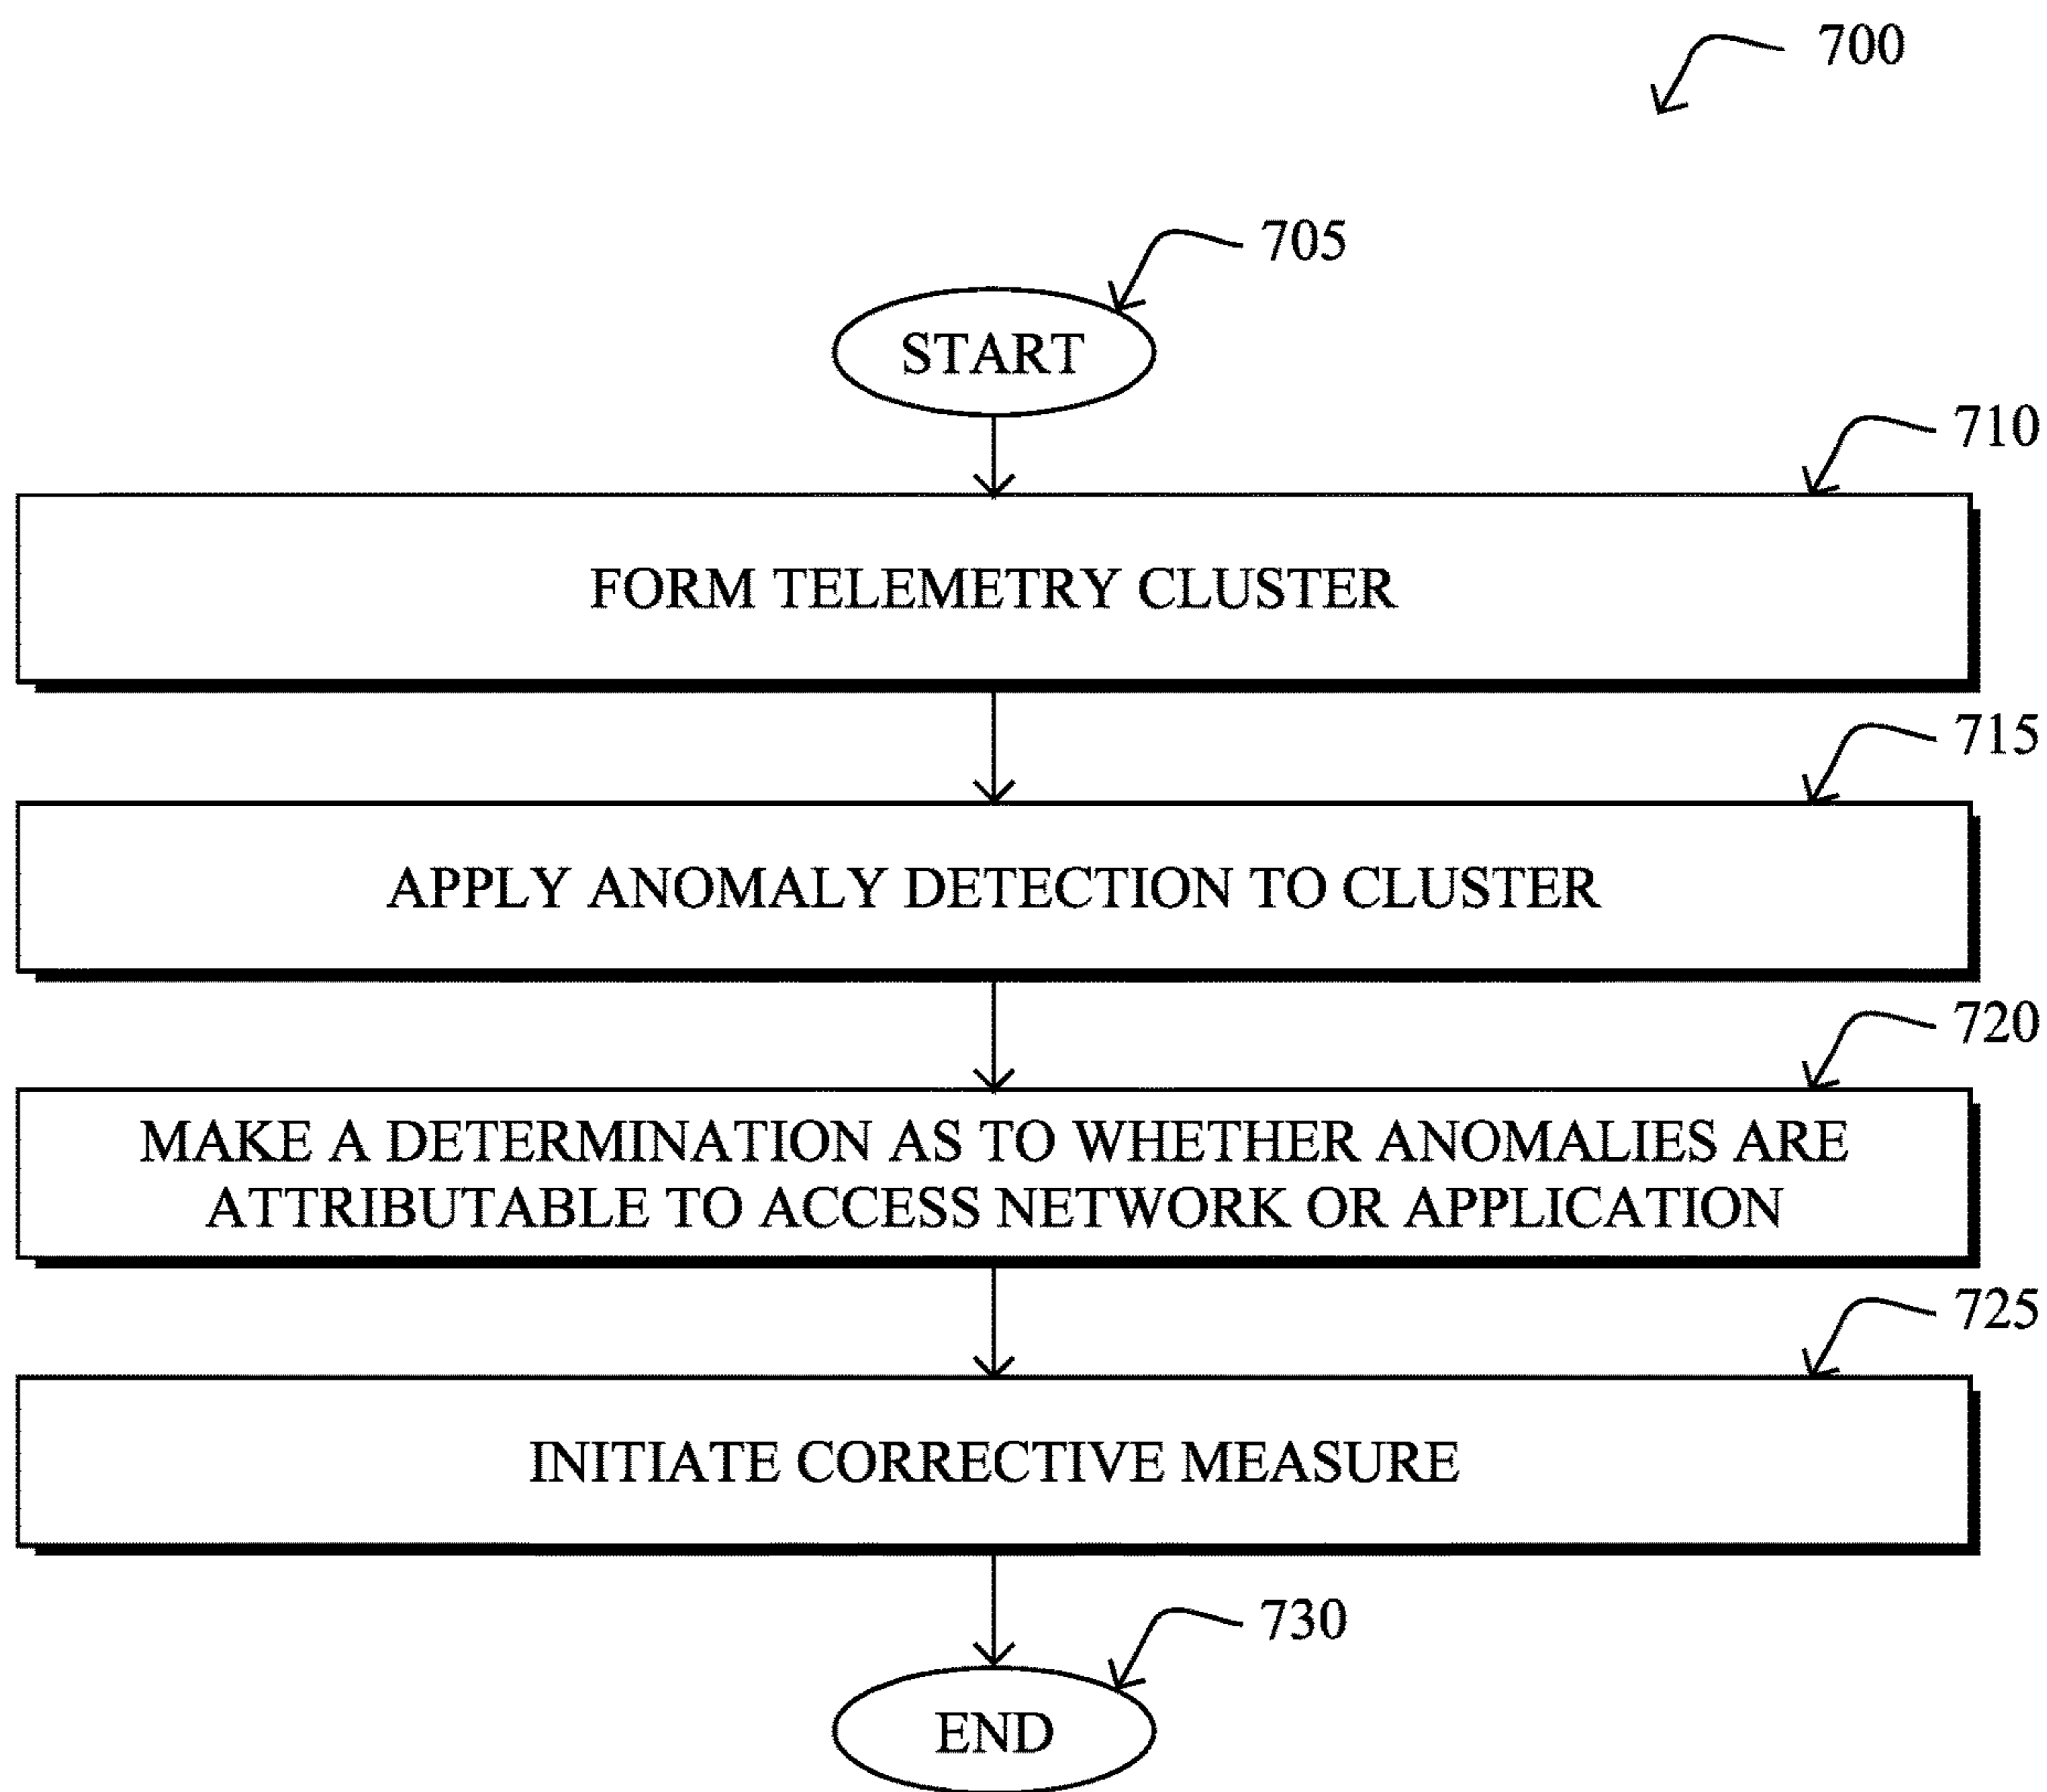 700
705
START
710
FORM TELEMETRY CLUSTER
715
APPLY ANOMALY DETECTION TO CLUSTER
720
MAKE A DETERMINATION AS TO WHETHER ANOMALIES ARE
ATTRIBUTABLE TO ACCESS NETWORK OR APPLICATION
725
INITIATE CORRECTIVE MEASURE
730
END